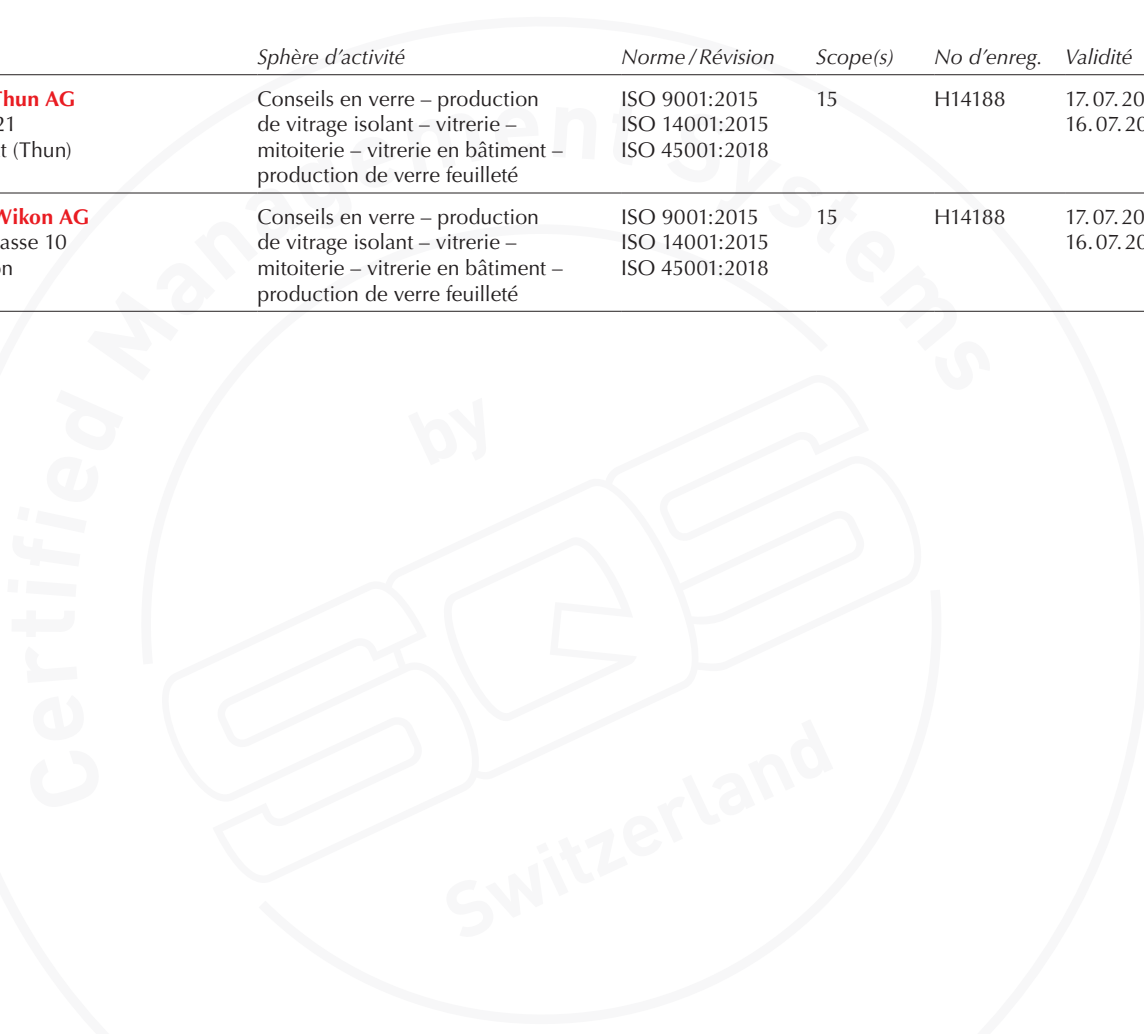 Sphère d'activité Norme / Révision Scope(s) No d'enreg. Validité
Thun AG Conseils en verre – production ISO 9001:2015 15 H14188 17.07.20
21 de vitrage isolant – vitrerie – ISO 14001:2015 16.07.20
t (Thun) mitoiterie – vitrerie en bâtiment – ISO 45001:2018
production de verre feuilleté
Wikon AG Conseils en verre – production ISO 9001:2015 15 H14188 17.07.20
asse 10 de vitrage isolant – vitrerie – ISO 14001:2015 16.07.20
on mitoiterie – vitrerie en bâtiment – ISO 45001:2018
production de verre feuilleté
Certified Management Systems
by
SQS
Switzerland